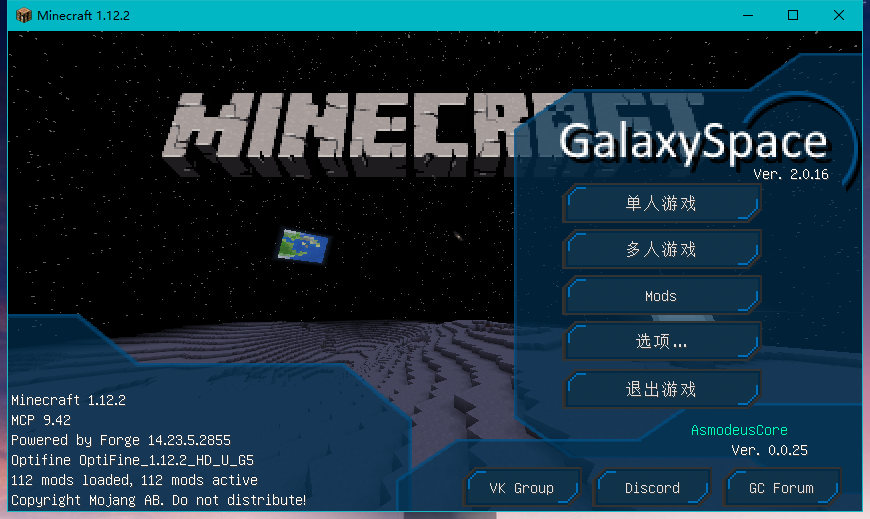 Minecraft 1.12.2
MINECRAFT
GalaxySpace
Ver. 2.0.16
单人游戏
多人游戏
Mods
选项...
退出游戏
Minecraft 1.12.2
MCP 9.42
Powered by Forge 14.23.5.2855
Optifine OptiFine_1.12.2_HD_U_G5
112 mods loaded, 112 mods active
Copyright Mojang AB. Do not distribute!
AsmodeusCore
Ver. 0.0.25
VK Group
Discord
GC Forum